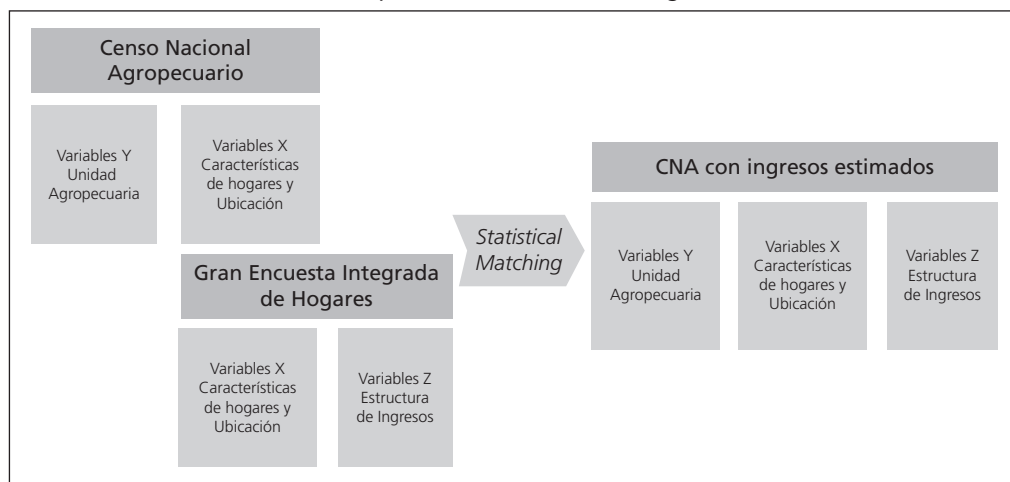 Censo Nacional
Agropecuario
Variables Y
Unidad
Agropecuaria
Variables X
Características
de hogares y
Ubicación
Gran Encuesta Integrada
de Hogares
Variables X
Características
de hogares y
Ubicación
Variables Z
Estructura
de Ingresos
Statistical
Matching
CNA con ingresos estimados
Variables Y
Unidad
Agropecuaria
Variables X
Características
de hogares y
Ubicación
Variables Z
Estructura
de Ingresos